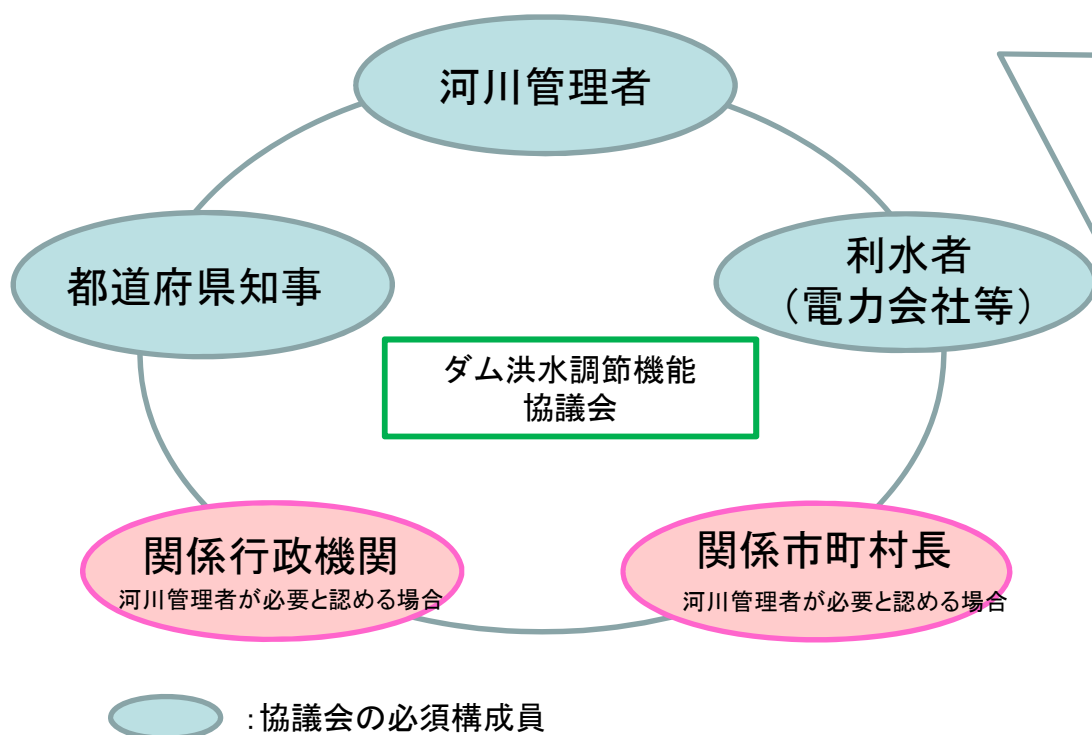 河川管理者
都道府県知事
利水者
（電力会社等）
ダム洪水調節機能
協議会
関係行政機関
河川管理者が必要と認める場合
関係市町村長
河川管理者が必要と認める場合
：協議会の必須構成員